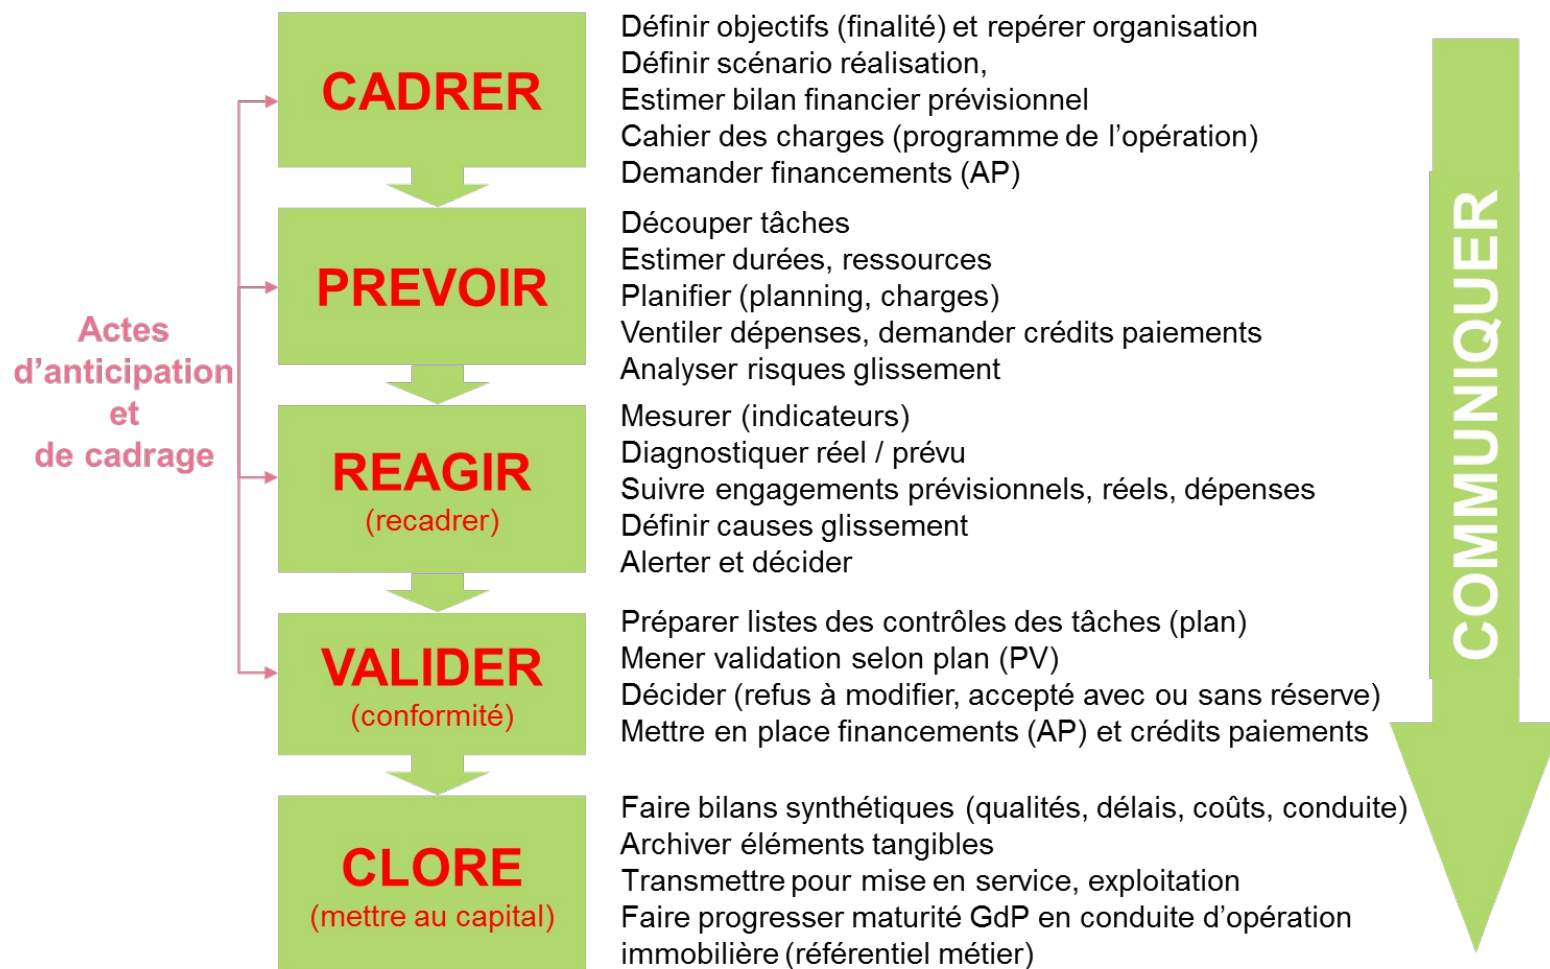 Actes
d’anticipation
et
de cadrage
CADRER
Définir objectifs (finalité) et repérer organisation
Définir scénario réalisation,
Estimer bilan financier prévisionnel
Cahier des charges (programme de l’opération)
Demander financements (AP)
PREVOIR
Découper tâches
Estimer durées, ressources
Planifier (planning, charges)
Ventiler dépenses, demander crédits paiements
Analyser risques glissement
REAGIR
(recadrer)
Mesurer (indicateurs)
Diagnostiquer réel / prévu
Suivre engagements prévisionnels, réels, dépenses
Définir causes glissement
Alerter et décider
VALIDER
(conformité)
Préparer listes des contrôles des tâches (plan)
Mener validation selon plan (PV)
Décider (refus à modifier, accepté avec ou sans réserve)
Mettre en place financements (AP) et crédits paiements
CLORE
(mettre au capital)
Faire bilans synthétiques (qualités, délais, coûts, conduite)
Archiver éléments tangibles
Transmettre pour mise en service, exploitation
Faire progresser maturité GdP en conduite d’opération
immobilière (référentiel métier)
COMMUNIQUER